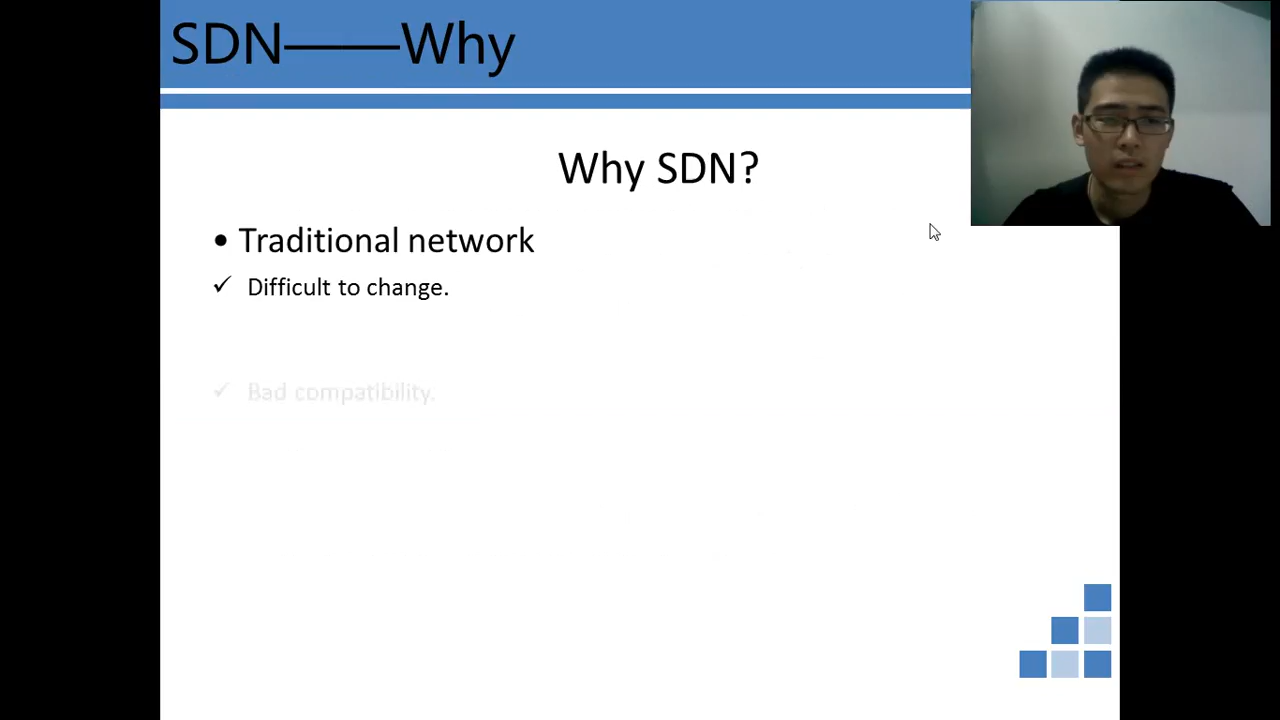 SDN——Why
Why SDN?
• Traditional network
✓ Difficult to change.
✓ Bad compatibility.